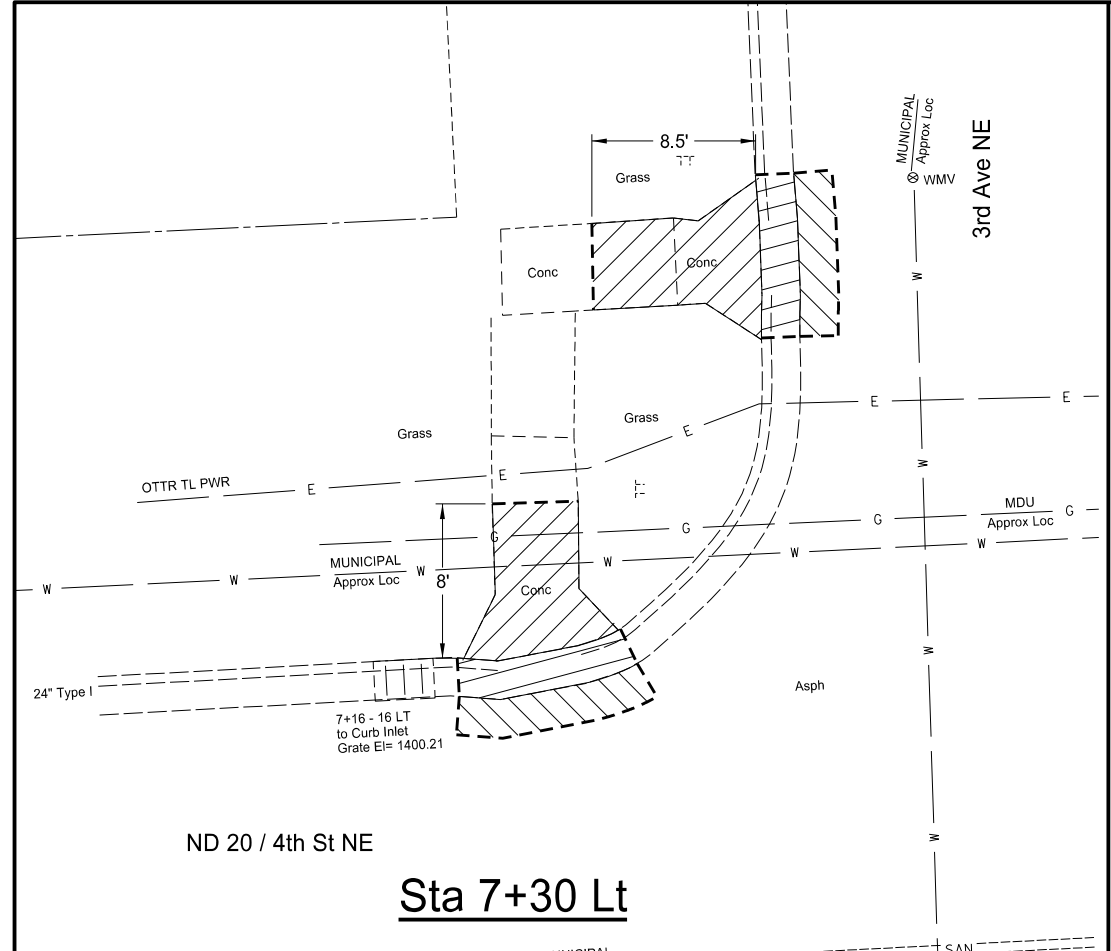 MUNICIPAL
Approx Loc
WMV
3rd Ave NE
8.5'
Grass
Conc
Conc
W
E
E
Grass
Grass
E
W
OTTR TL PWR
E
E
MDU
Approx Loc
G
G
G
G
W
MUNICIPAL
Approx Loc
W
W
W
W
W
8'
Conc
W
24" Type I
Asph
7+16 - 16 LT
to Curb Inlet
Grate El= 1400.21
W
ND 20 / 4th St NE
Sta 7+30 Lt
SAN